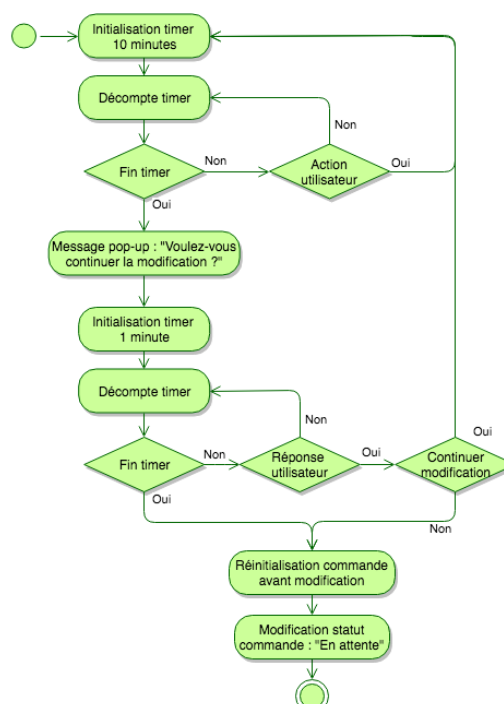 Initialisation timer
10 minutes
Décompte timer
Non
Fin timer
Non
Action
utilisateur
Oui
Oui
Message pop-up : "Voulez-vous
continuer la modification ?"
Initialisation timer
1 minute
Décompte timer
Non
Oui
Fin timer
Non
Réponse
utilisateur
Oui
Continuer
modification
Oui
Non
Réinitialisation commande
avant modification
Modification statut
commande : "En attente"